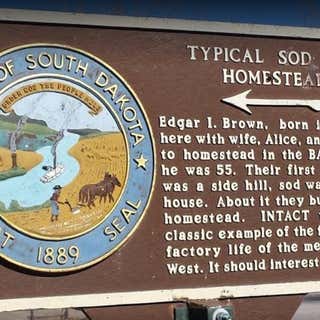 OF SOUTH DAKOTA
UNDER GOD THE PEOPLE RULE
SEAL
1889
TYPICAL SOD
HOMESTEA
Edgar I. Brown, born i
here with wife, Alice, an
to homestead in the BA
he was 55. Their first
was a side hill, sod wa
house. About it they bu
homestead. INTACT
classic example of the f
factory life of the me
West. It should interest